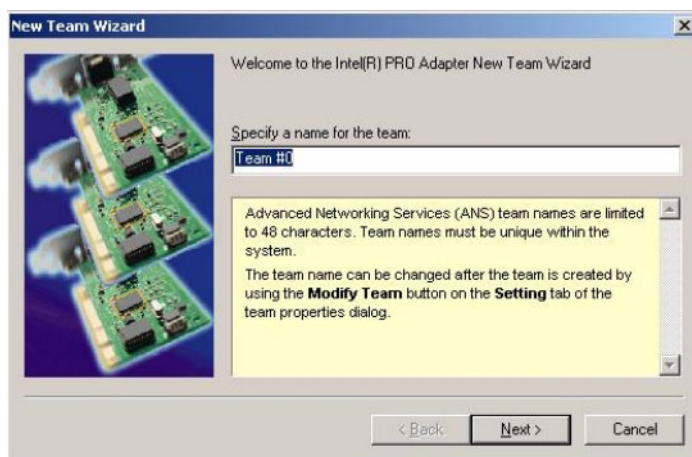 New Team Wizard
Welcome to the Intel(R) PRO Adapter New Team Wizard
Specify a name for the team:
Team #0
Advanced Networking Services (ANS) team names are limited
to 48 characters. Team names must be unique within the
system.
The team name can be changed after the team is created by
using the Modify Team button on the Setting tab of the
team properties dialog.
< Back
Next >
Cancel